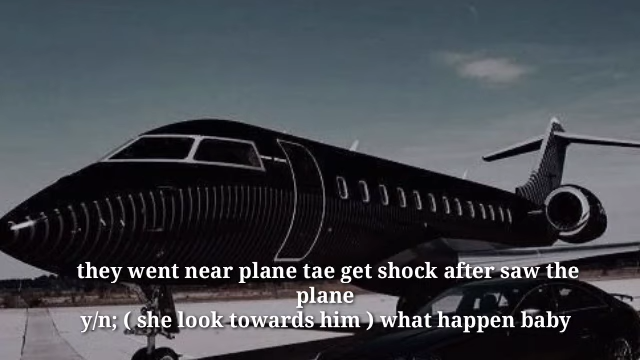 they went near plane tae get shock after saw the
plane
y/n; ( she look towards him ) what happen baby